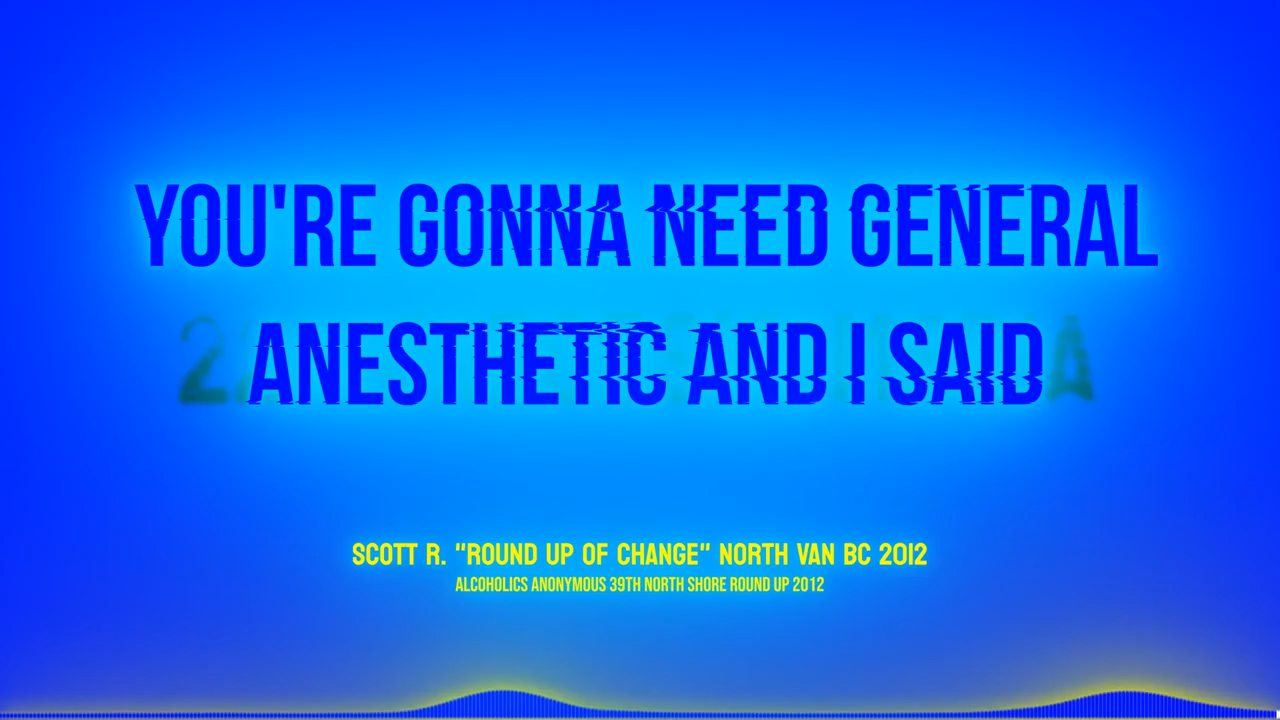 YOU'RE GONNA NEED GENERAL
ANESTHETIC AND I SAID
SCOTT R. "ROUND UP OF CHANGE" NORTH VAN BC 2012
ALCOHOLICS ANONYMOUS 39TH NORTH SHORE ROUND UP 2012